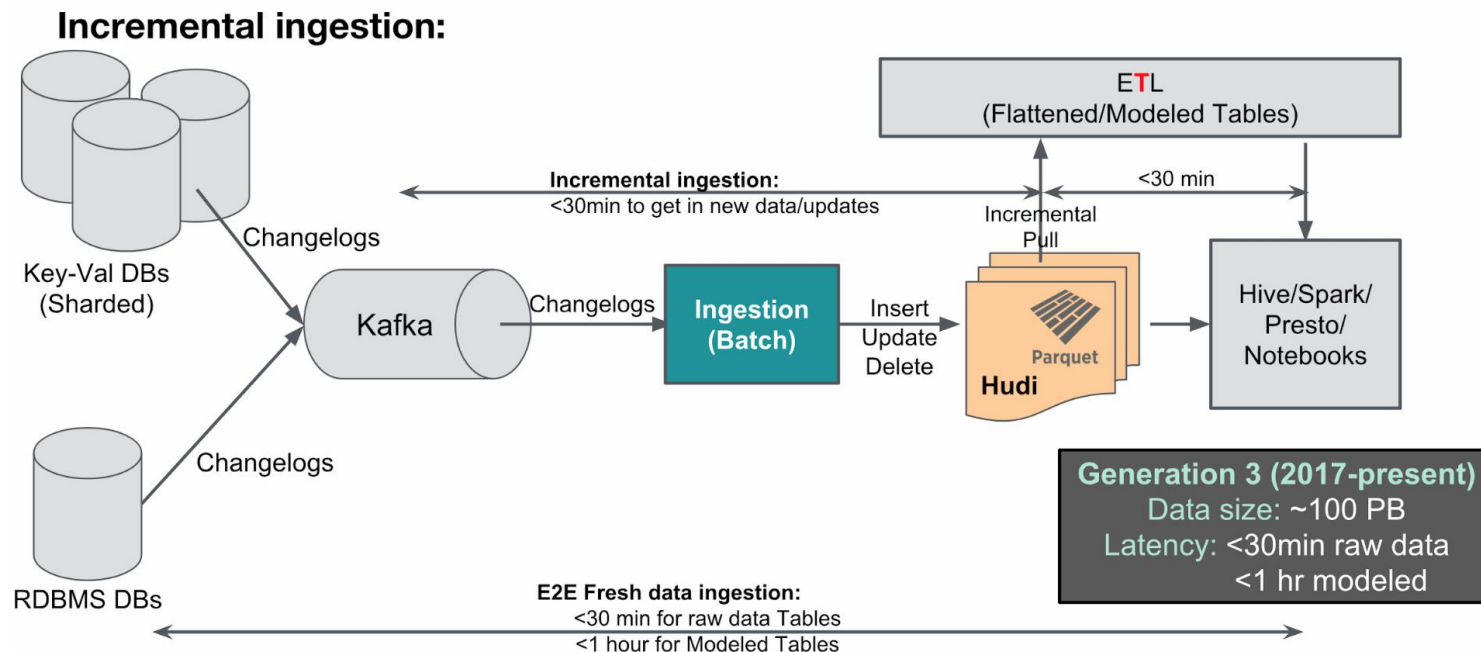 Incremental ingestion:
Key-Val DBs
(Sharded)
Changelogs
RDBMS DBs
Changelogs
Kafka
Changelogs
Ingestion
(Batch)
Insert
Update
Delete
Incremental ingestion:
<30min to get in new data/updates
<30 min
Incremental
Pull
Parquet
Hudi
ETL
(Flattened/Modeled Tables)
Hive/Spark/
Presto/
Notebooks
Generation 3 (2017-present)
Data size: ~100 PB
Latency: <30min raw data
<1 hr modeled
E2E Fresh data ingestion:
<30 min for raw data Tables
<1 hour for Modeled Tables